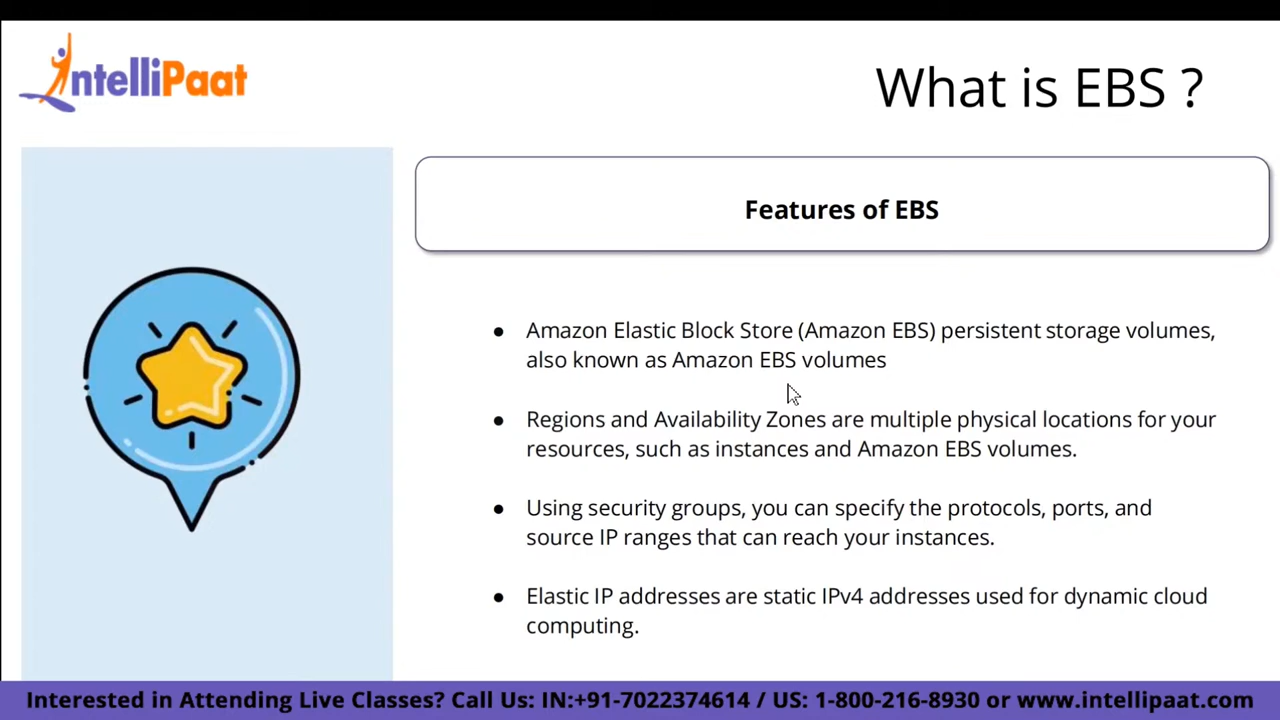 IntelliPaat
What is EBS ?
Features of EBS
● Amazon Elastic Block Store (Amazon EBS) persistent storage volumes,
also known as Amazon EBS volumes
● Regions and Availability Zones are multiple physical locations for your
resources, such as instances and Amazon EBS volumes.
● Using security groups, you can specify the protocols, ports, and
source IP ranges that can reach your instances.
● Elastic IP addresses are static IPv4 addresses used for dynamic cloud
computing.
Interested in Attending Live Classes? Call Us: IN:+91-7022374614 / US: 1-800-216-8930 or www.intellipaat.com